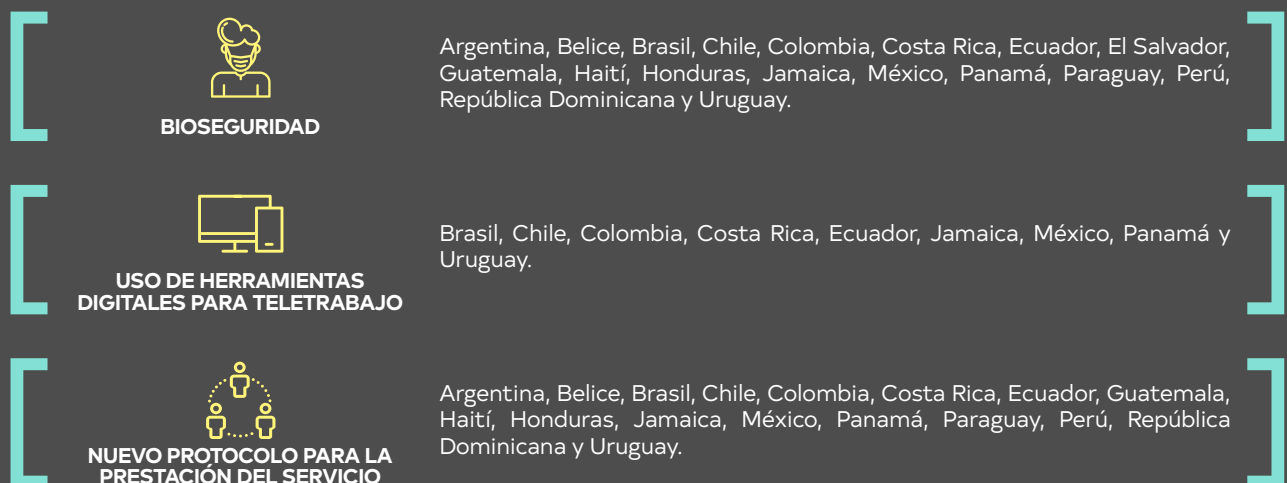 BIOSEGURIDAD
Argentina, Belice, Brasil, Chile, Colombia, Costa Rica, Ecuador, El Salvador,
Guatemala, Haití, Honduras, Jamaica, México, Panamá, Paraguay, Perú,
República Dominicana y Uruguay.
USO DE HERRAMIENTAS
DIGITALES PARA TELETRABAJO
Brasil, Chile, Colombia, Costa Rica, Ecuador, Jamaica, México, Panamá y
Uruguay.
NUEVO PROTOCOLO PARA LA
PRESTACIÓN DEL SERVICIO
Argentina, Belice, Brasil, Chile, Colombia, Costa Rica, Ecuador, Guatemala,
Haití, Honduras, Jamaica, México, Panamá, Paraguay, Perú, República
Dominicana y Uruguay.